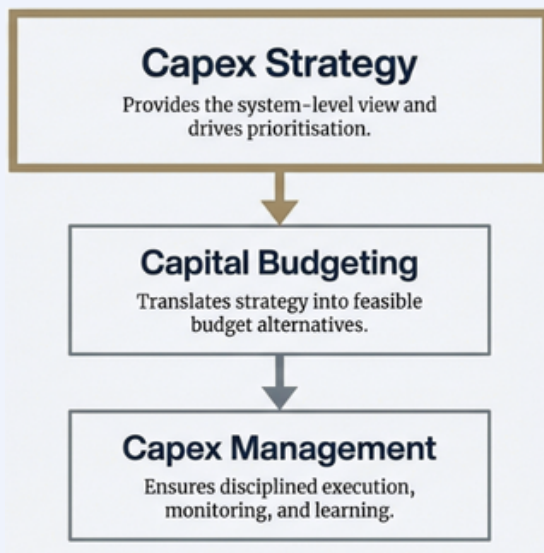 Capex Strategy
Provides the system-level view and
drives prioritisation.
Capital Budgeting
Translates strategy into feasible
budget alternatives.
Capex Management
Ensures disciplined execution,
monitoring, and learning.